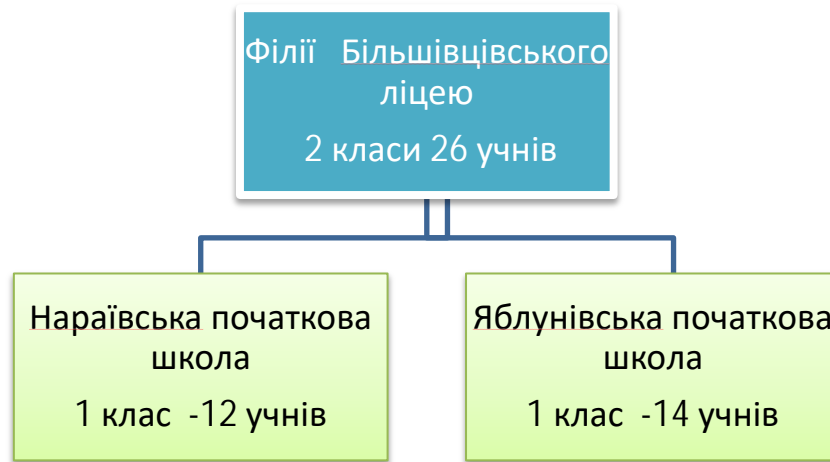 Філії Більшівцівського
ліцею
2 класи 26 учнів
Нараївська початкова
школа
1 клас -12 учнів
Яблунівська початкова
школа
1 клас -14 учнів